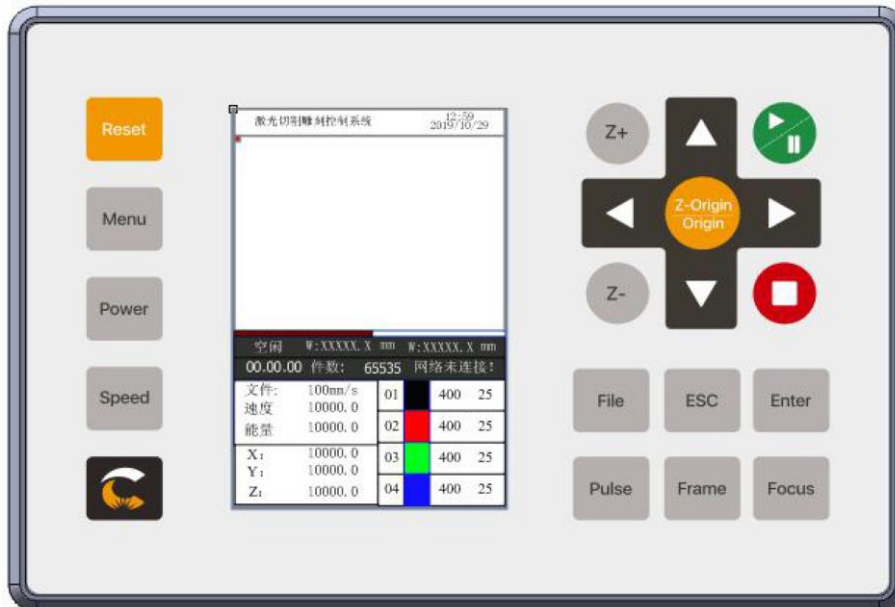 Reset
Menu
Power
Speed
激光切割雕刻控制系统
12:59
2019/10/29
空闲 W:XXXXX.X mm W:XXXXX.X mm
00.00.00 件数: 65535 网络未连接!
文件: 100mm/s
速度 10000.0
能量 10000.0
X: 10000.0
Y: 10000.0
Z: 10000.0
01 400 25
02 400 25
03 400 25
04 400 25
Z+
Z-Origin
Origin
Z-
File ESC Enter
Pulse Frame Focus